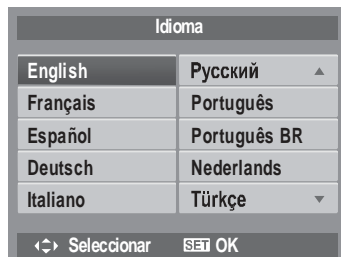 Idioma
English Русский
Français Português
Español Português BR
Deutsch Nederlands
Italiano Türkçe
Seleccionar SET OK